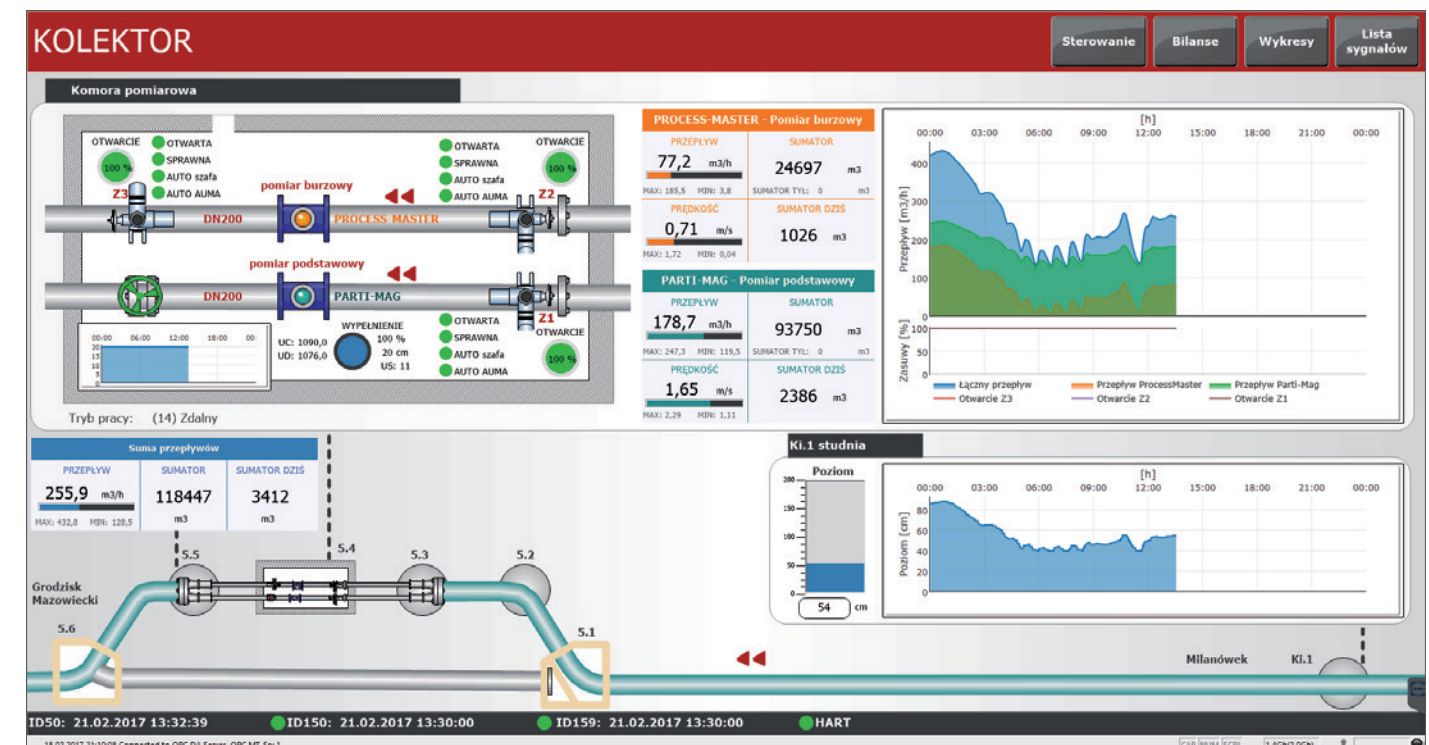 KOLEKTOR
Sterowanie
Bilanse
Wykresy
Lista
sygnałów
Komora pomiarowa
OTWARCIE
100 %
Z3
OTWARTA
SPRAWNA
AUTO szafa
AUTO AUMA
pomiar burzowy
DN200
PROCESS-MASTER
OTWARTA
SPRAWNA
AUTO szafa
AUTO AUMA
OTWARCIE
100 %
Z2
pomiar podstawowy
DN200
PARTI-MAG
00:00 06:00 12:00 18:00 00:
20
15
10
5
0
UC: 1090,0
UD: 1076,0
WYPEŁNIENIE
100 %
20 cm
US: 11
OTWARTA
SPRAWNA
AUTO szafa
AUTO AUMA
Z1
OTWARCIE
100 %
Tryb pracy: (14) Zdalny
PROCESS-MASTER - Pomiar burzowy
PRZEPŁYW SUMATOR
77,2 m3/h 24697 m3
MAX: 185,5 MIN: 3,8 SUMATOR TYŁ: 0 m3
PRĘDKOŚĆ SUMATOR DZIŚ
0,71 m/s 1026 m3
MAX: 1,72 MIN: 0,04
PARTI-MAG - Pomiar podstawowy
PRZEPŁYW SUMATOR
178,7 m3/h 93750 m3
MAX: 247,3 MIN: 119,5 SUMATOR TYŁ: 0 m3
PRĘDKOŚĆ SUMATOR DZIŚ
1,65 m/s 2386 m3
MAX: 2,29 MIN: 1,11
[h]
00:00 03:00 06:00 09:00 12:00 15:00 18:00 21:00 00:00
Przepływ [m3/h]
400
300
200
100
0
Zasuwy [%]
100
50
0
Łączny przepływ Przepływ ProcessMaster Przepływ Parti-Mag
Otwarcie Z3 Otwarcie Z2 Otwarcie Z1
Suma przepływów
PRZEPŁYW SUMATOR SUMATOR DZIŚ
255,9 m3/h 118447 3412
MAX: 432,8 MIN: 128,5 m3 m3
Ki.1 studnia
Poziom
200
150
100
50
0
54 cm
[h]
00:00 03:00 06:00 09:00 12:00 15:00 18:00 21:00 00:00
Poziom [cm]
80
60
40
20
0
5.5
5.4
5.3
5.2
Grodzisk
Mazowiecki
5.6
5.1
Milanówek
Ki.1
ID50: 21.02.2017 13:32:39 ID150: 21.02.2017 13:30:00 ID159: 21.02.2017 13:30:00 HART